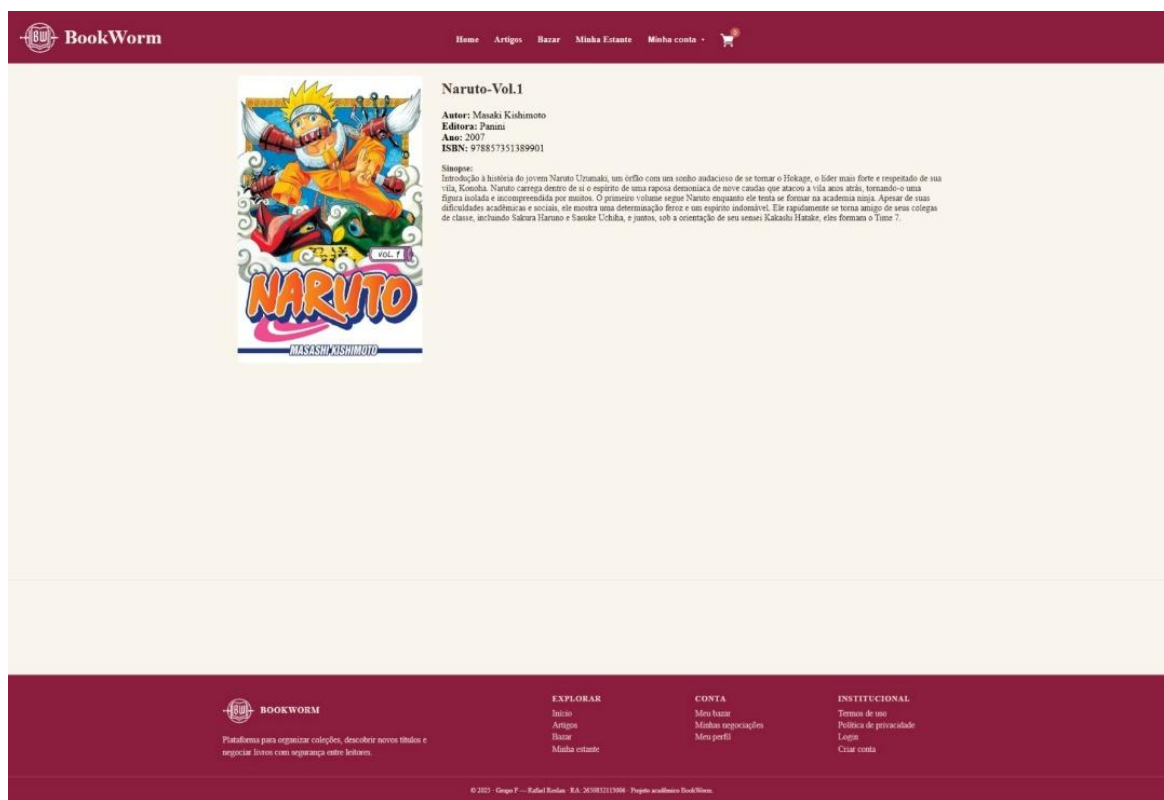 BW BookWorm
Home Artigos Bazar Minha Estante Minha conta
0
Naruto-Vol.1
Autor: Masaki Kishimoto
Editora: Panini
Ano: 2007
ISBN: 978857351389901
Sinopse:
Introdução à história do jovem Naruto Uzumaki, um órfão com um sonho audacioso de se tornar o Hokage, o líder mais forte e respeitado de sua
vila, Konoha. Naruto carrega dentro de si o espírito de uma raposa demoníaca de nove caudas que atacou a vila anos atrás, tornando-o uma
figura isolada e incompreendida por muitos. O primeiro volume segue Naruto enquanto ele tenta se formar na academia ninja. Apesar de suas
dificuldades acadêmicas e sociais, ele mostra uma determinação feroz e um espírito indomável. Ele rapidamente se torna amigo de seus colegas
de classe, incluindo Sakura Haruno e Sasuke Uchiha, e juntos, sob a orientação de seu sensei Kakashi Hatake, eles formam o Time 7.
VOL. 1
NARUTO
MASASHI KISHIMOTO
BW BOOKWORM
Plataforma para organizar coleções, descobrir novos títulos e
negociar livros com segurança entre leitores.
EXPLORAR
Início
Artigos
Bazar
Minha estante
CONTA
Meu bazar
Minhas negociações
Meu perfil
INSTITUCIONAL
Termos de uso
Política de privacidade
Login
Criar conta
© 2025 · Grupo F — Rafael · RA: · Projeto acadêmico BookWorm.